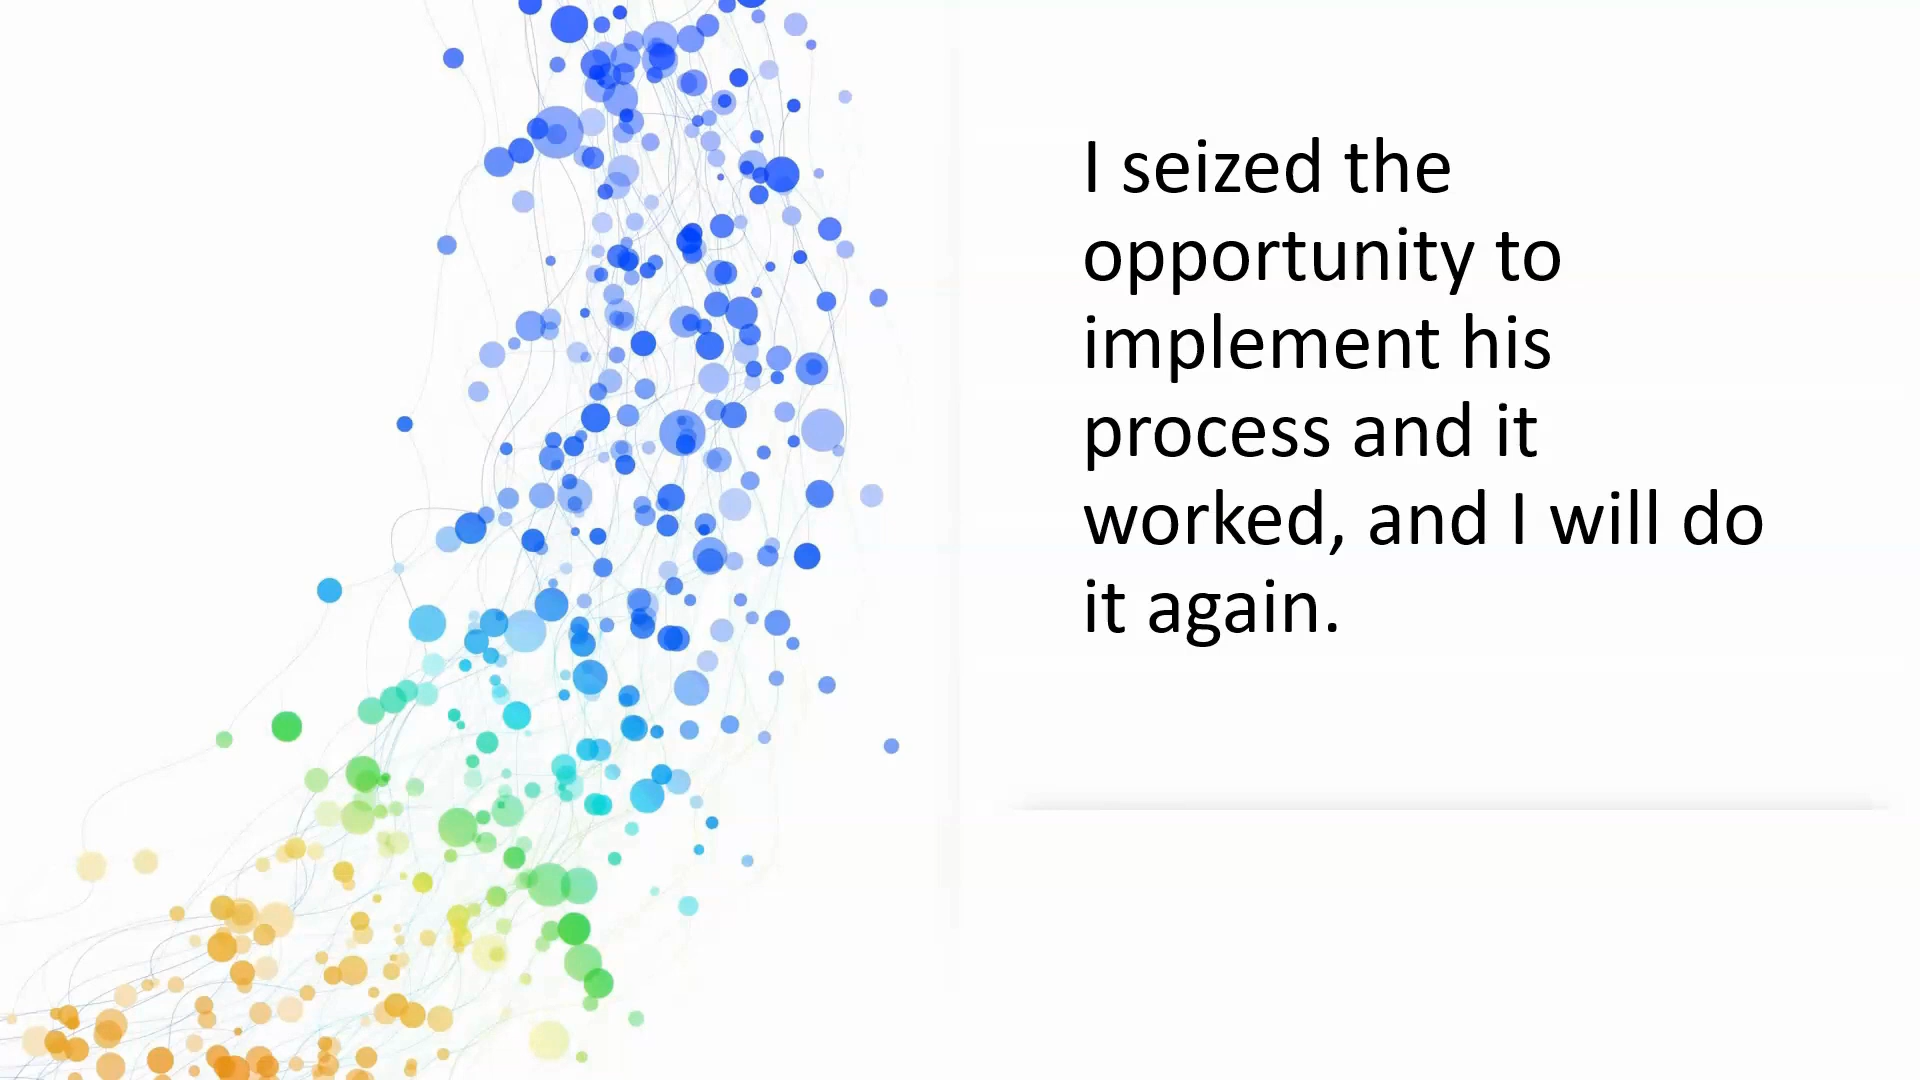 I seized the
opportunity to
implement his
process and it
worked, and I will do
it again.